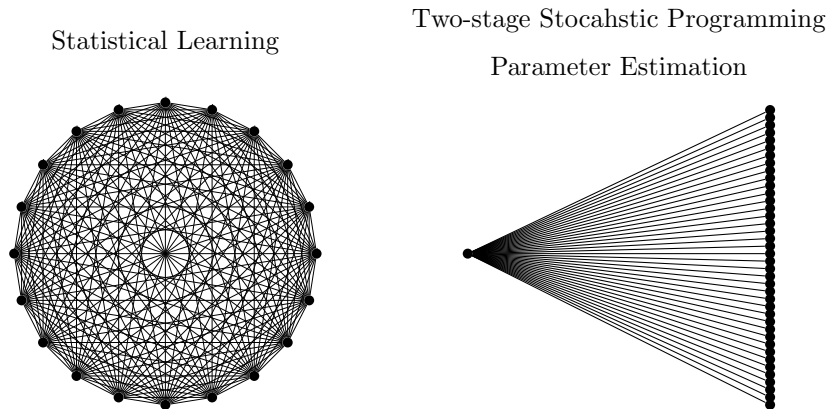 Statistical Learning
Two-stage Stocahstic Programming
Parameter Estimation